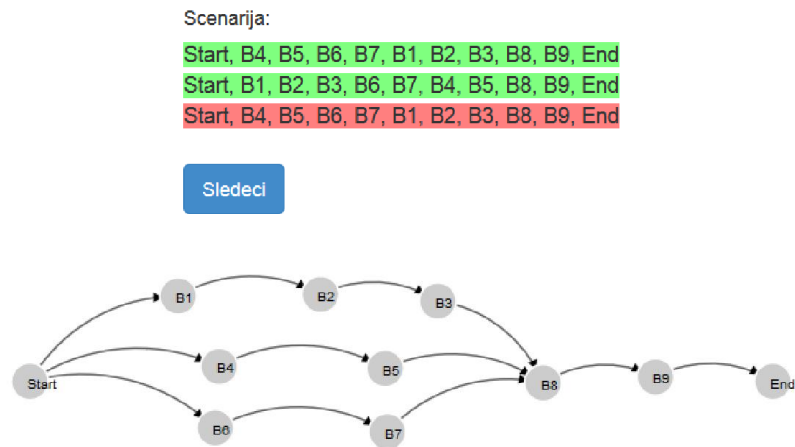 Scenarija:
Start, B4, B5, B6, B7, B1, B2, B3, B8, B9, End
Start, B1, B2, B3, B6, B7, B4, B5, B8, B9, End
Start, B4, B5, B6, B7, B1, B2, B3, B8, B9, End
Sledeci
B1
B2
B3
Start
B4
B5
B8
B9
End
B6
B7